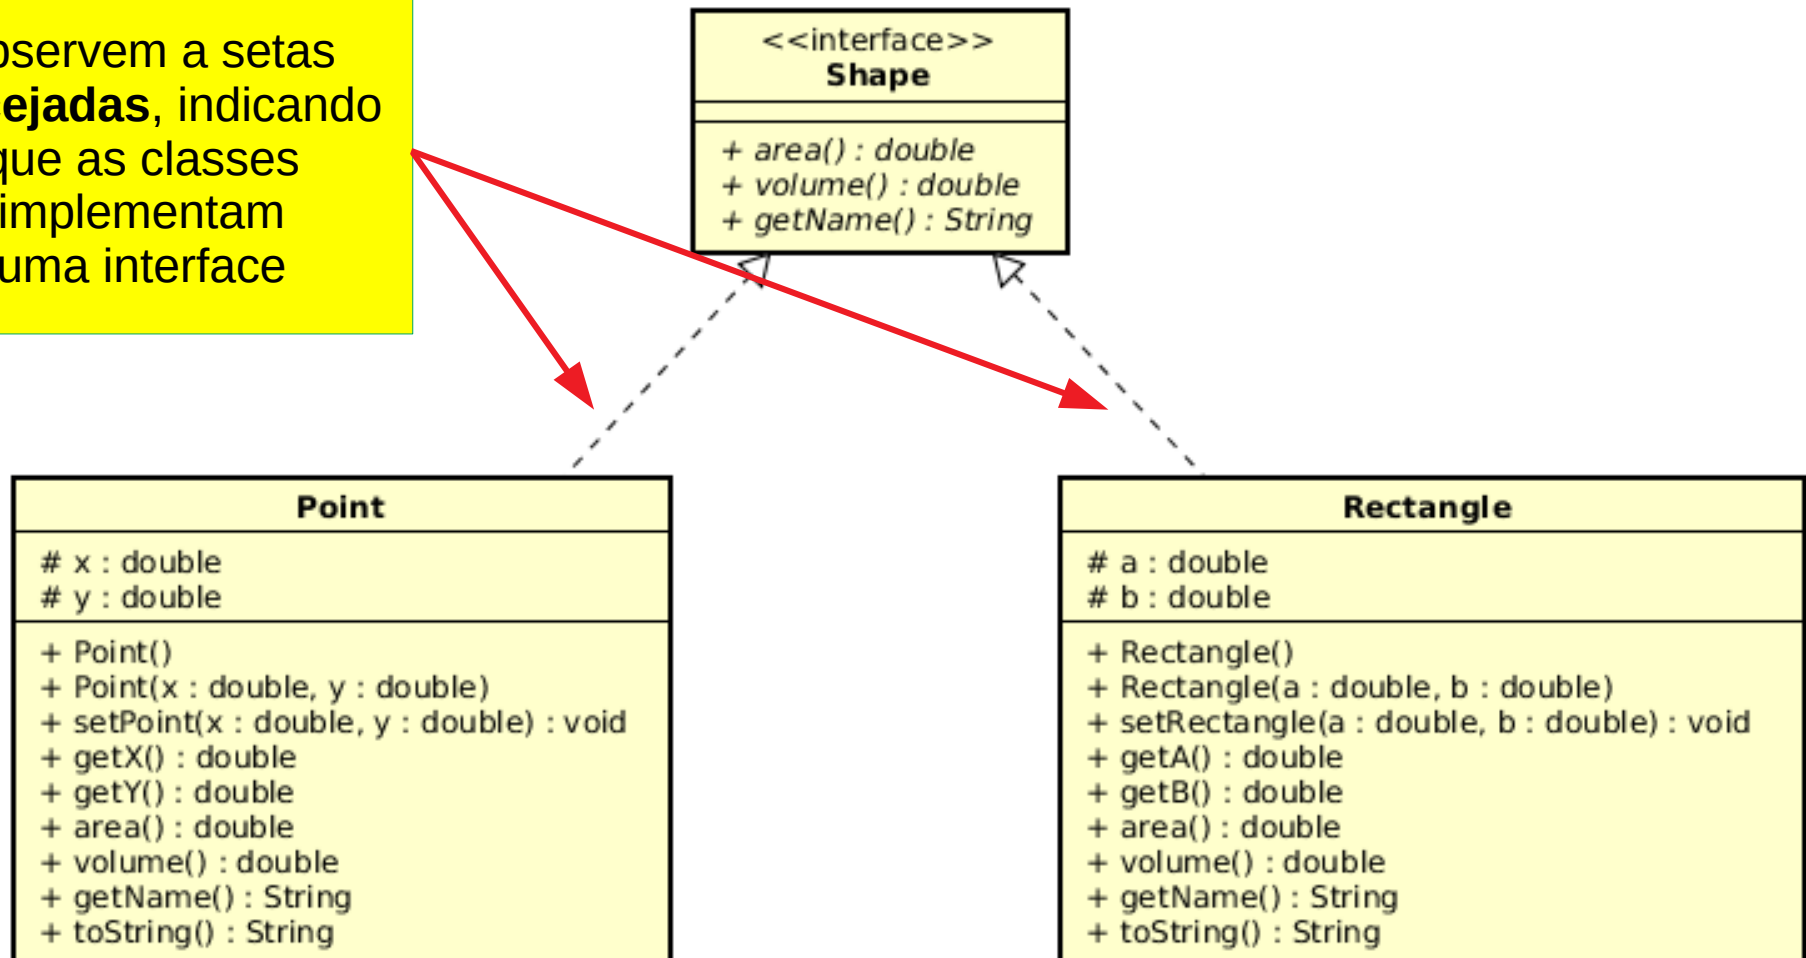 bservem a setas
ejadas, indicando
que as classes
implementam
uma interface
<<interface>>
Shape
+ area() : double
+ volume() : double
+ getName() : String
Point
# x : double
# y : double
+ Point()
+ Point(x : double, y : double)
+ setPoint(x : double, y : double) : void
+ getX() : double
+ getY() : double
+ area() : double
+ volume() : double
+ getName() : String
+ toString() : String
Rectangle
# a : double
# b : double
+ Rectangle()
+ Rectangle(a : double, b : double)
+ setRectangle(a : double, b : double) : void
+ getA() : double
+ getB() : double
+ area() : double
+ volume() : double
+ getName() : String
+ toString() : String